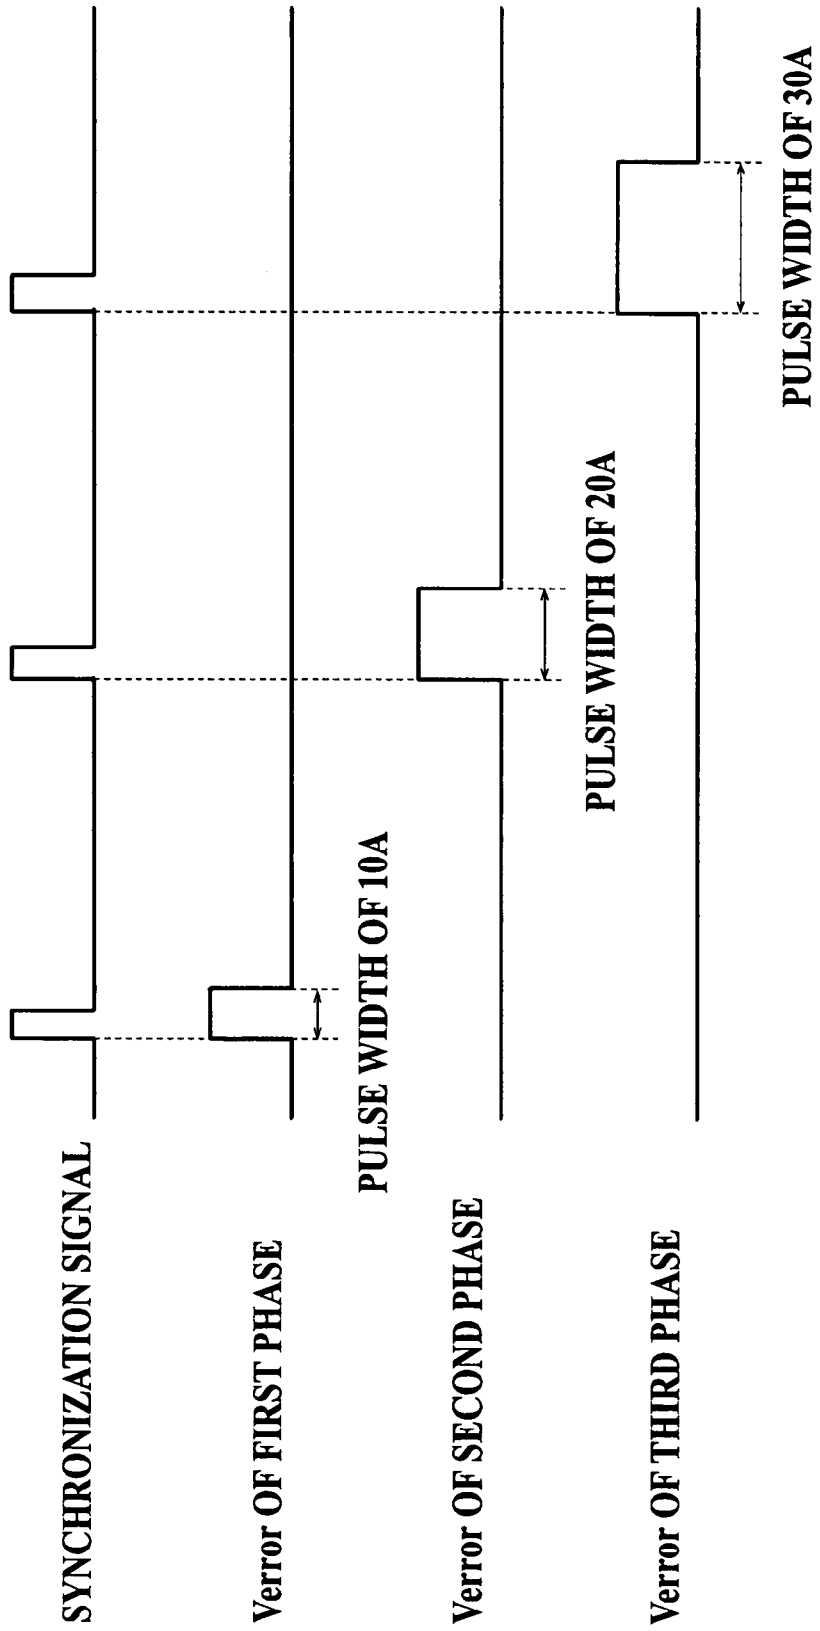 SYNCHRONIZATION SIGNAL
Verror OF FIRST PHASE
PULSE WIDTH OF 10A
Verror OF SECOND PHASE
PULSE WIDTH OF 20A
Verror OF THIRD PHASE
PULSE WIDTH OF 30A